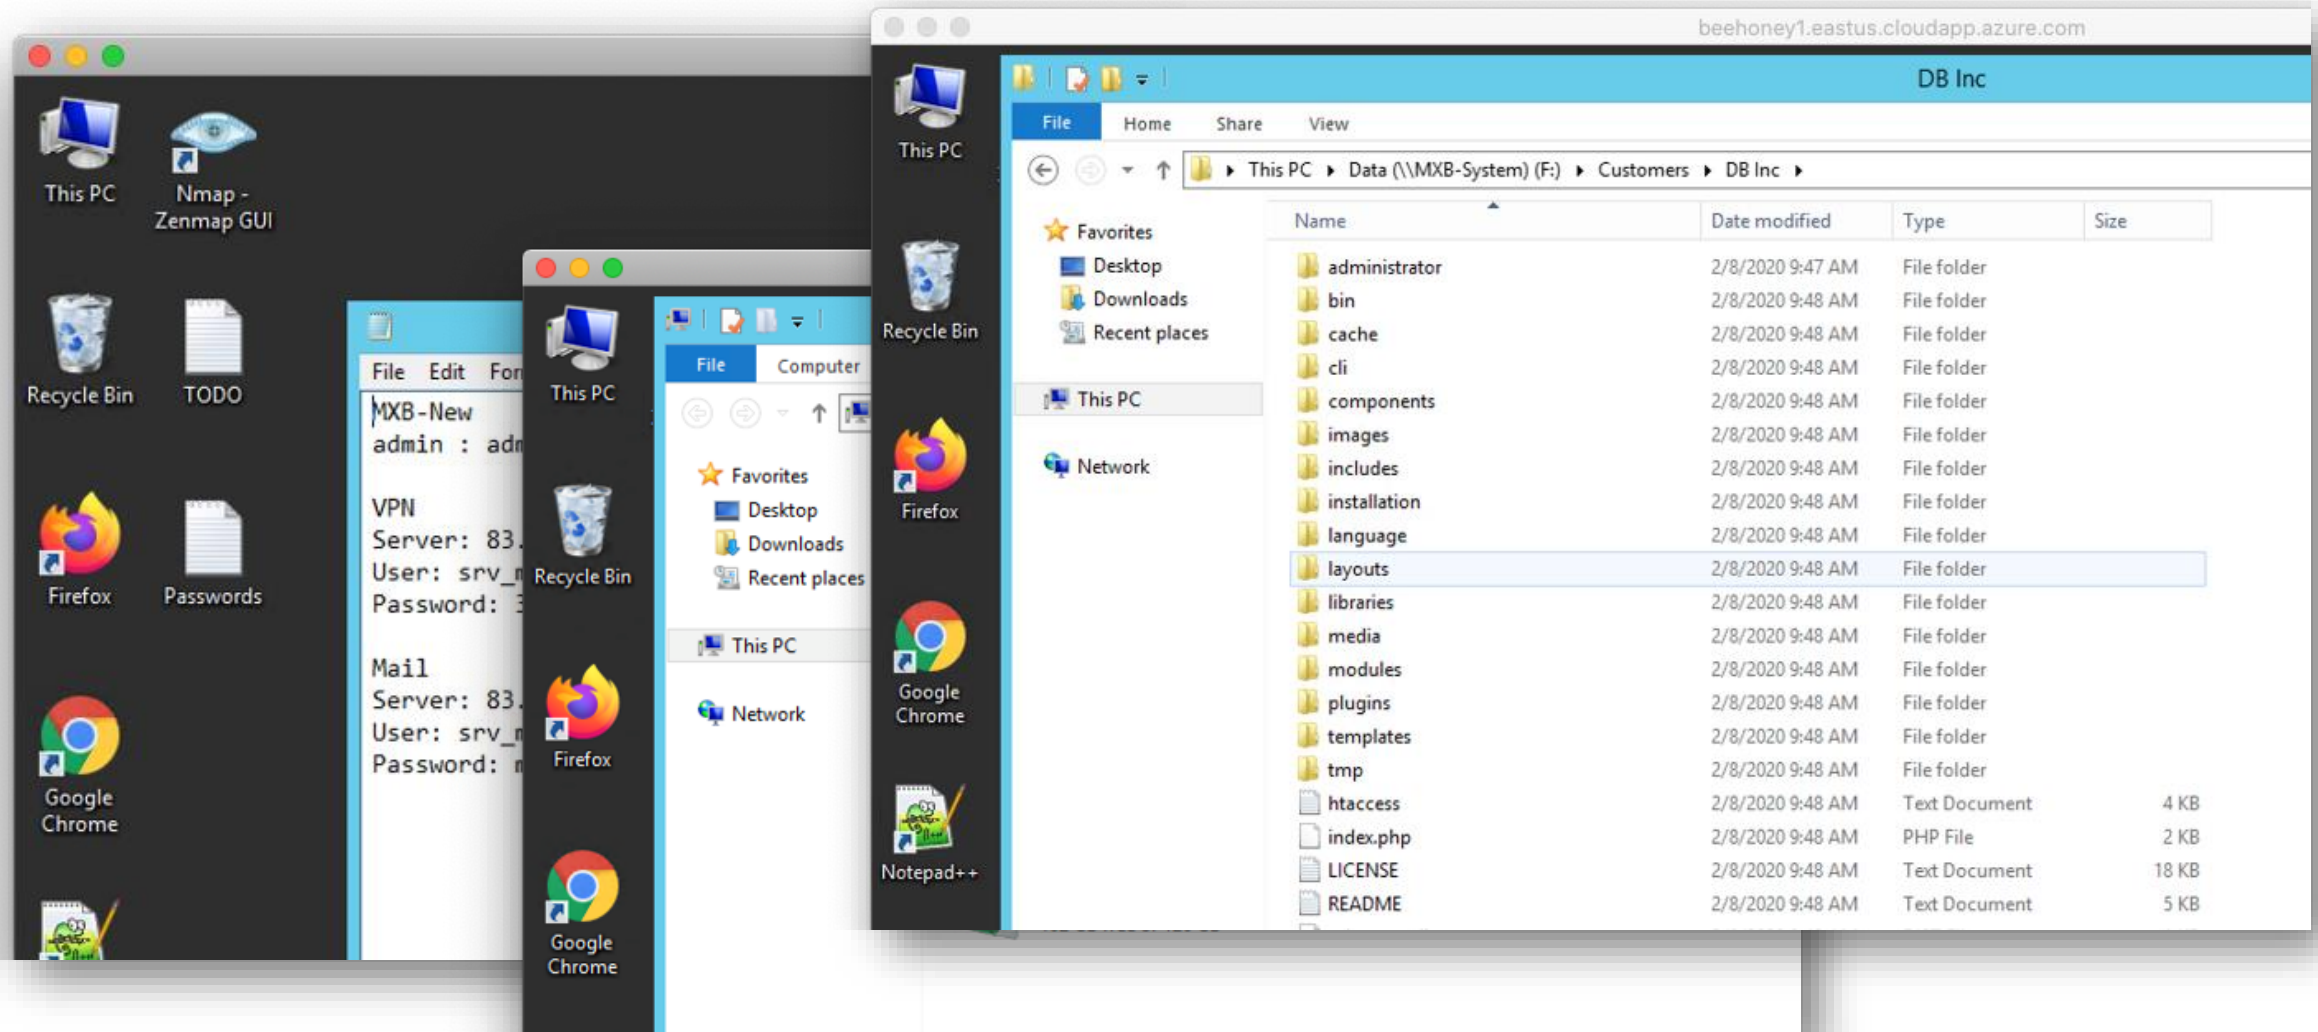 This PC
Nmap -
Zenmap GUI
Recycle Bin
TODO
Firefox
Passwords
Google
Chrome
File Edit
MXB-New
admin :
VPN
Server: 83.
User:
Password:
Mail
Server: 83.
User:
Password:
This PC
Recycle Bin
Firefox
Google
Chrome
File Computer
Favorites
Desktop
Downloads
Recent places
This PC
Network
beehoney1.eastus.cloudapp.azure.com
This PC
Recycle Bin
Firefox
Google
Chrome
Notepad++
DB Inc
File Home Share View
This PC Data (\\MXB-System) (F:) Customers DB Inc
Favorites
Desktop
Downloads
Recent places
This PC
Network
Name Date modified Type Size
administrator 2/8/2020 9:47 AM File folder
bin 2/8/2020 9:48 AM File folder
cache 2/8/2020 9:48 AM File folder
cli 2/8/2020 9:48 AM File folder
components 2/8/2020 9:48 AM File folder
images 2/8/2020 9:48 AM File folder
includes 2/8/2020 9:48 AM File folder
installation 2/8/2020 9:48 AM File folder
language 2/8/2020 9:48 AM File folder
layouts 2/8/2020 9:48 AM File folder
libraries 2/8/2020 9:48 AM File folder
media 2/8/2020 9:48 AM File folder
modules 2/8/2020 9:48 AM File folder
plugins 2/8/2020 9:48 AM File folder
templates 2/8/2020 9:48 AM File folder
tmp 2/8/2020 9:48 AM File folder
htaccess 2/8/2020 9:48 AM Text Document 4 KB
index.php 2/8/2020 9:48 AM PHP File 2 KB
LICENSE 2/8/2020 9:48 AM Text Document 18 KB
README 2/8/2020 9:48 AM Text Document 5 KB